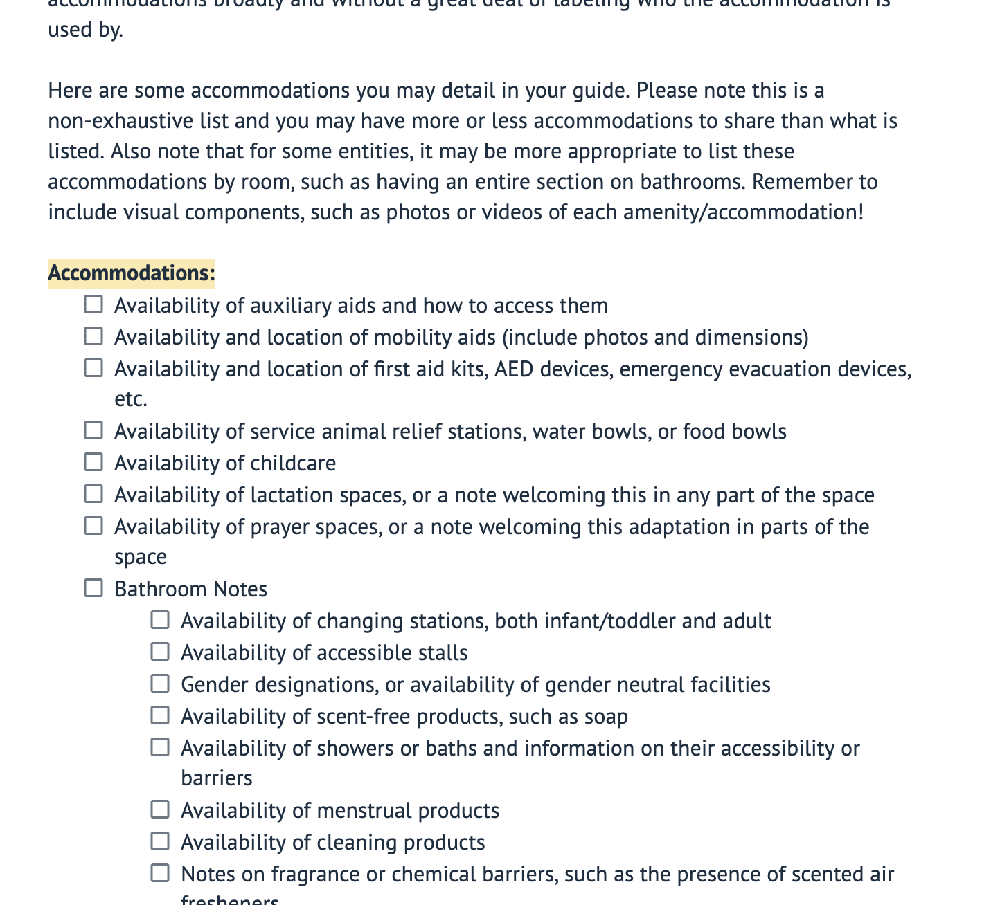 accommodations broadly and without a great deal of labeling who the accommodation is
used by.
Here are some accommodations you may detail in your guide. Please note this is a
non-exhaustive list and you may have more or less accommodations to share than what is
listed. Also note that for some entities, it may be more appropriate to list these
accommodations by room, such as having an entire section on bathrooms. Remember to
include visual components, such as photos or videos of each amenity/accommodation!
Accommodations:
Availability of auxiliary aids and how to access them
Availability and location of mobility aids (include photos and dimensions)
Availability and location of first aid kits, AED devices, emergency evacuation devices,
etc.
Availability of service animal relief stations, water bowls, or food bowls
Availability of childcare
Availability of lactation spaces, or a note welcoming this in any part of the space
Availability of prayer spaces, or a note welcoming this adaptation in parts of the
space
Bathroom Notes
Availability of changing stations, both infant/toddler and adult
Availability of accessible stalls
Gender designations, or availability of gender neutral facilities
Availability of scent-free products, such as soap
Availability of showers or baths and information on their accessibility or
barriers
Availability of menstrual products
Availability of cleaning products
Notes on fragrance or chemical barriers, such as the presence of scented air
fresheners